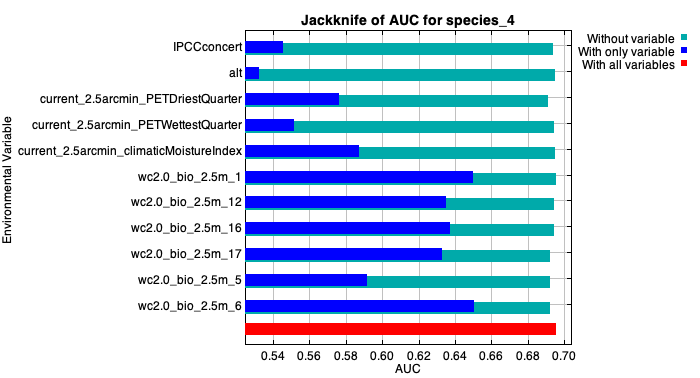 Jackknife of AUC for species_4
Without variable
With only variable
With all variables
Environmental Variable
IPCCconcert
alt
current_2.5arcmin_PETDriestQuarter
current_2.5arcmin_PETWettestQuarter
current_2.5arcmin_climaticMoistureIndex
wc2.0_bio_2.5m_1
wc2.0_bio_2.5m_12
wc2.0_bio_2.5m_16
wc2.0_bio_2.5m_17
wc2.0_bio_2.5m_5
wc2.0_bio_2.5m_6
0.54 0.56 0.58 0.60 0.62 0.64 0.66 0.68 0.70
AUC